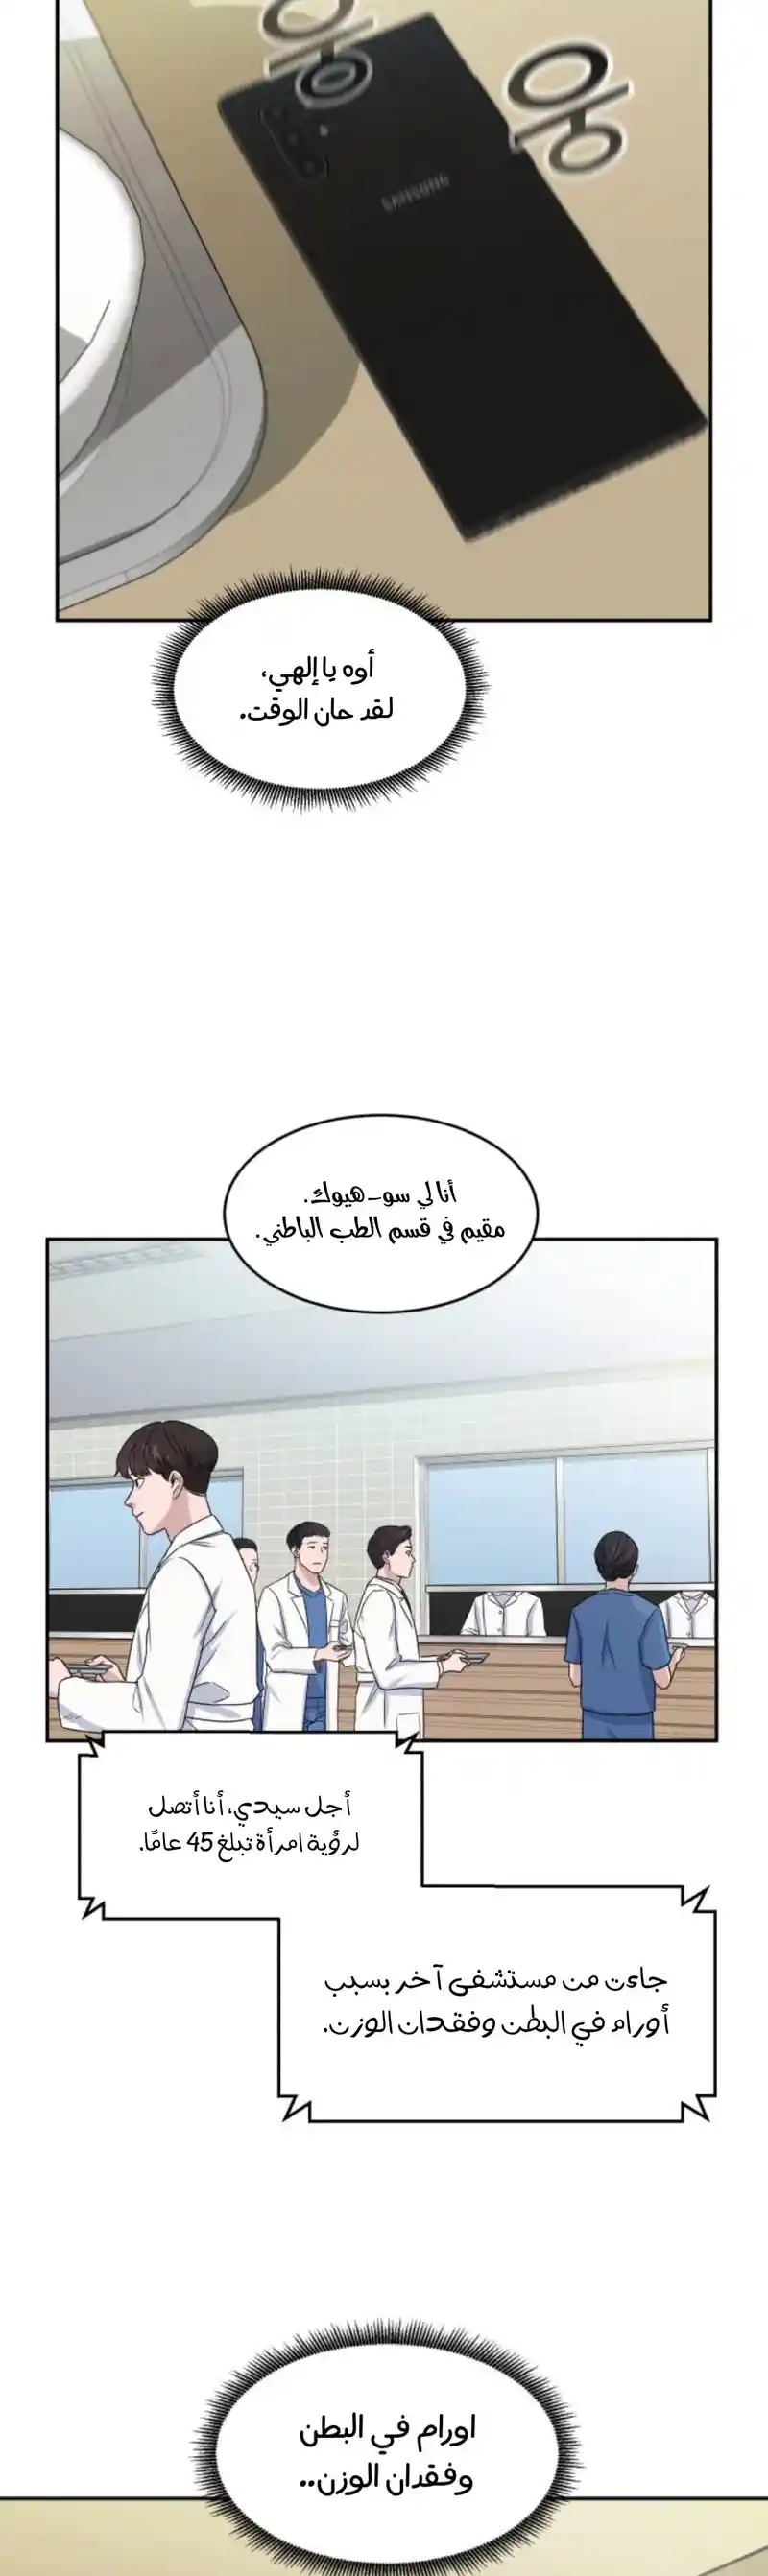 웅
웅
SAMSUNG
أوه يا إلهي،
لقد حان الوقت.
أنا لي سو-هيوك.
مقيم في قسم الطب الباطني.
أجل سيدي، أنا أتصل
لرؤية امرأة تبلغ 45 عامًا.
جاءت من مستشفى آخر بسبب
أورام في البطن وفقدان الوزن.
اورام في البطن
وفقدان الوزن..